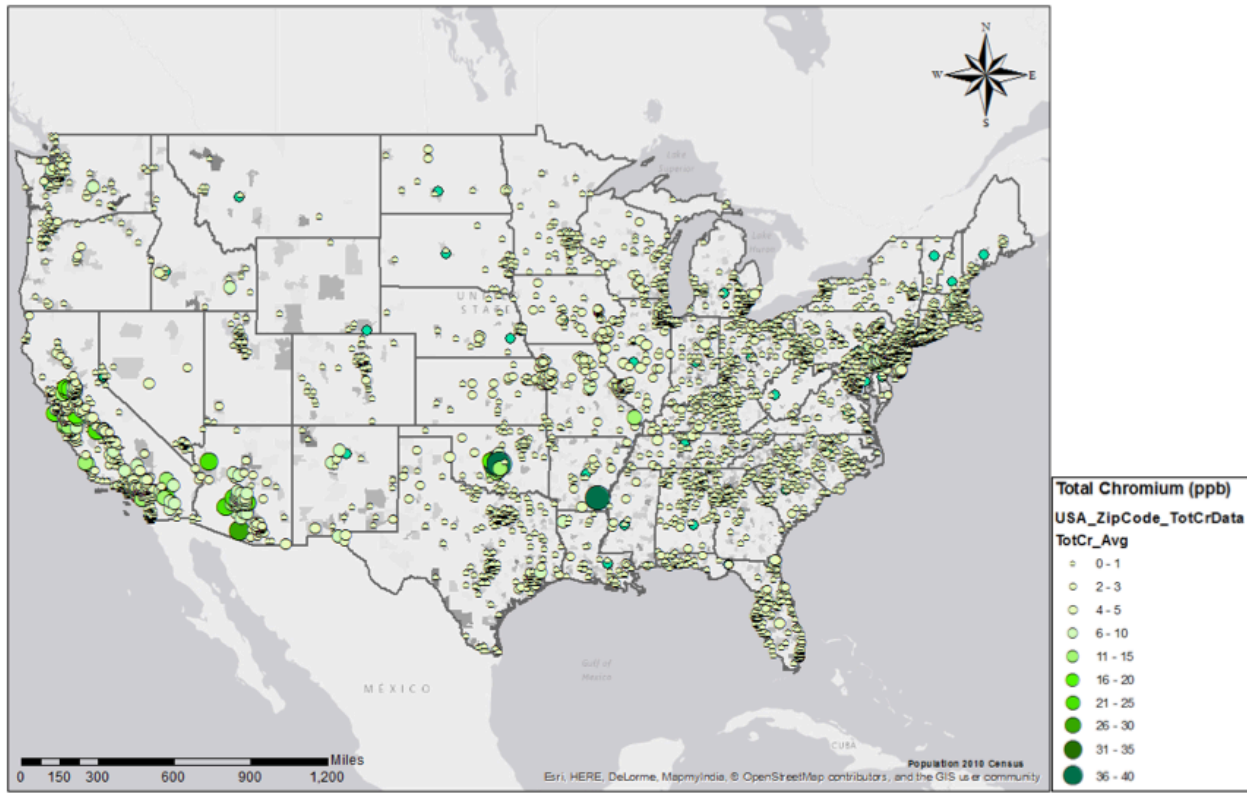 N
W E
S
Lake
Superior
Lake
Huron
UNITED
STATES
MÉXICO
Gulf of
Mexico
CUBA
Miles
0 150 300 600 900 1,200
Population 2010 Census
Esri, HERE, DeLorme, MapmyIndia, © OpenStreetMap contributors, and the GIS user community
Total Chromium (ppb)
USA_ZipCode_TotCrData
TotCr_Avg
0 - 1
2 - 3
4 - 5
6 - 10
11 - 15
16 - 20
21 - 25
26 - 30
31 - 35
36 - 40